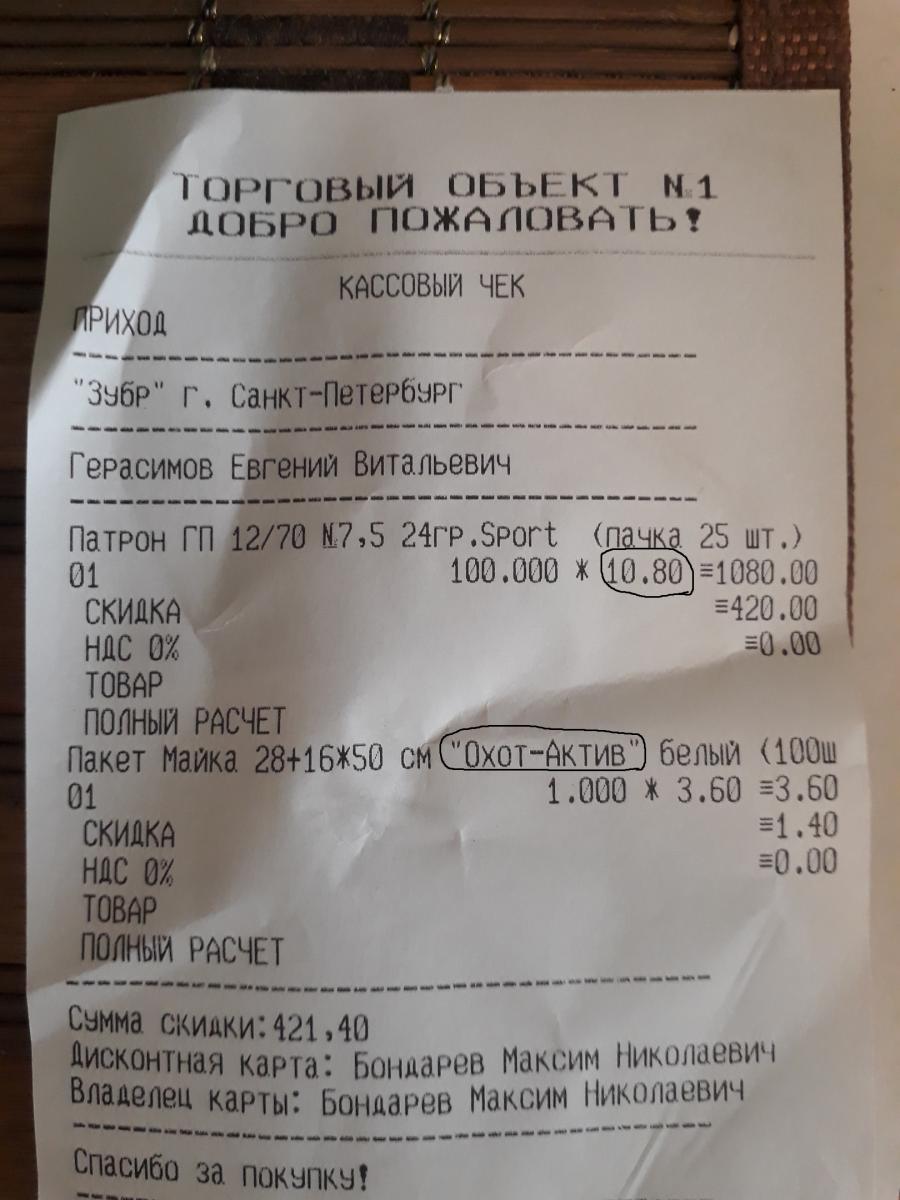 ТОРГОВЫЙ ОБЪЕКТ №1
ДОБРО ПОЖАЛОВАТЬ!
КАССОВЫЙ ЧЕК
ПРИХОД
"Зубр" г. Санкт-Петербург
Герасимов Евгений Витальевич
Патрон ГП 12/70 №7,5 24гр.Sport (пачка 25 шт.)
01 100.000 * 10.80 ≡1080.00
СКИДКА ≡420.00
НДС 0% ≡0.00
ТОВАР
ПОЛНЫЙ РАСЧЕТ
Пакет Майка 28+16*50 см "Охот-Актив" белый (100ш
01 1.000 * 3.60 ≡3.60
СКИДКА ≡1.40
НДС 0% ≡0.00
ТОВАР
ПОЛНЫЙ РАСЧЕТ
Сумма скидки:421,40
Дисконтная карта: Бондарев Максим Николаевич
Владелец карты: Бондарев Максим Николаевич
Спасибо за покупку!